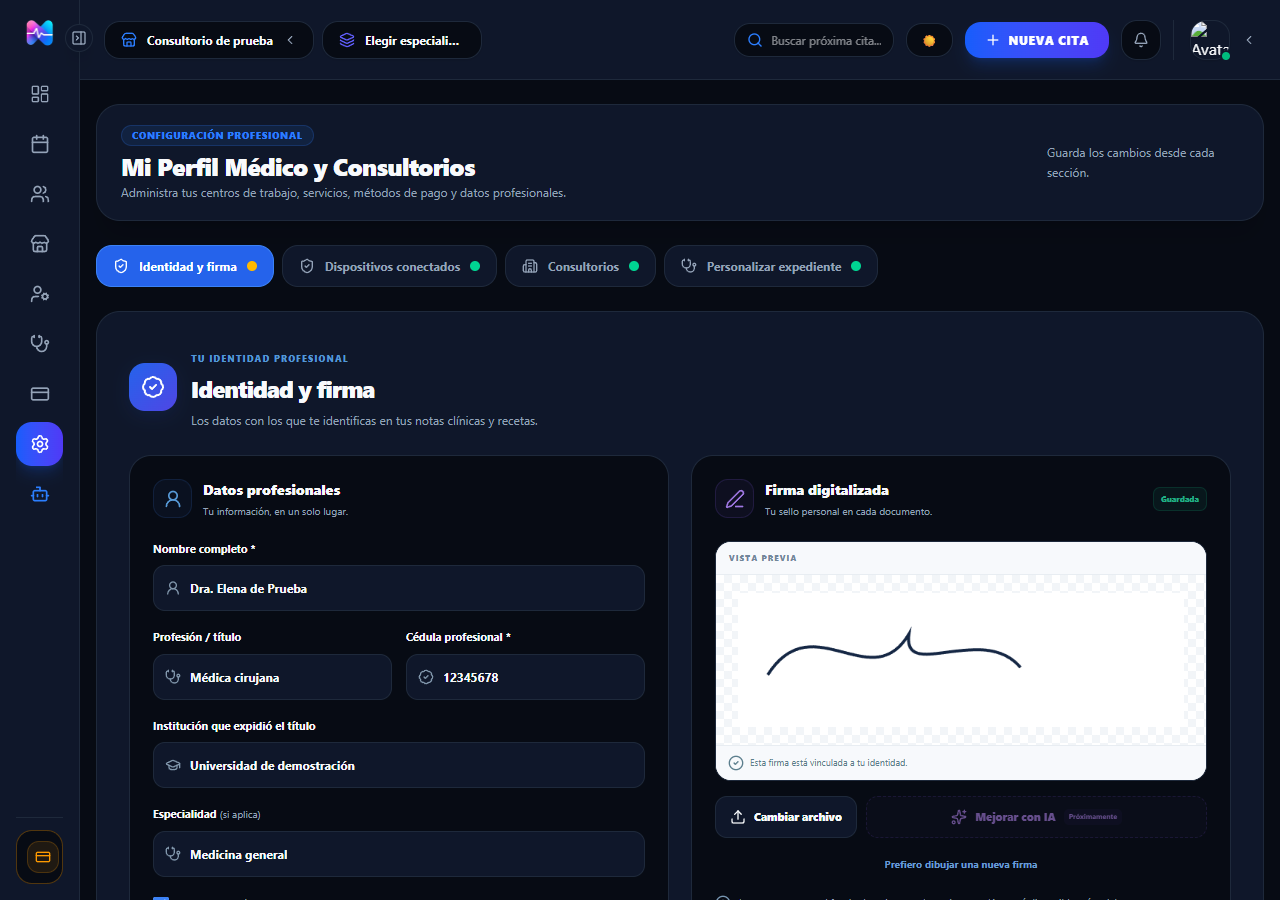 Consultorio de prueba
Elegir especiali...
Buscar próxima cita...
NUEVA CITA
Avata
CONFIGURACIÓN PROFESIONAL
Mi Perfil Médico y Consultorios
Administra tus centros de trabajo, servicios, métodos de pago y datos profesionales.
Guarda los cambios desde cada
sección.
Identidad y firma
Dispositivos conectados
Consultorios
Personalizar expediente
TU IDENTIDAD PROFESIONAL
Identidad y firma
Los datos con los que te identificas en tus notas clínicas y recetas.
Datos profesionales
Tu información, en un solo lugar.
Nombre completo *
Dra. Elena de Prueba
Profesión / título
Cédula profesional *
Médica cirujana
12345678
Institución que expidió el título
Universidad de demostración
Especialidad (si aplica)
Medicina general
Firma digitalizada
Tu sello personal en cada documento.
Guardada
VISTA PREVIA
Esta firma está vinculada a tu identidad.
Cambiar archivo
Mejorar con IA
Próximamente
Prefiero dibujar una nueva firma